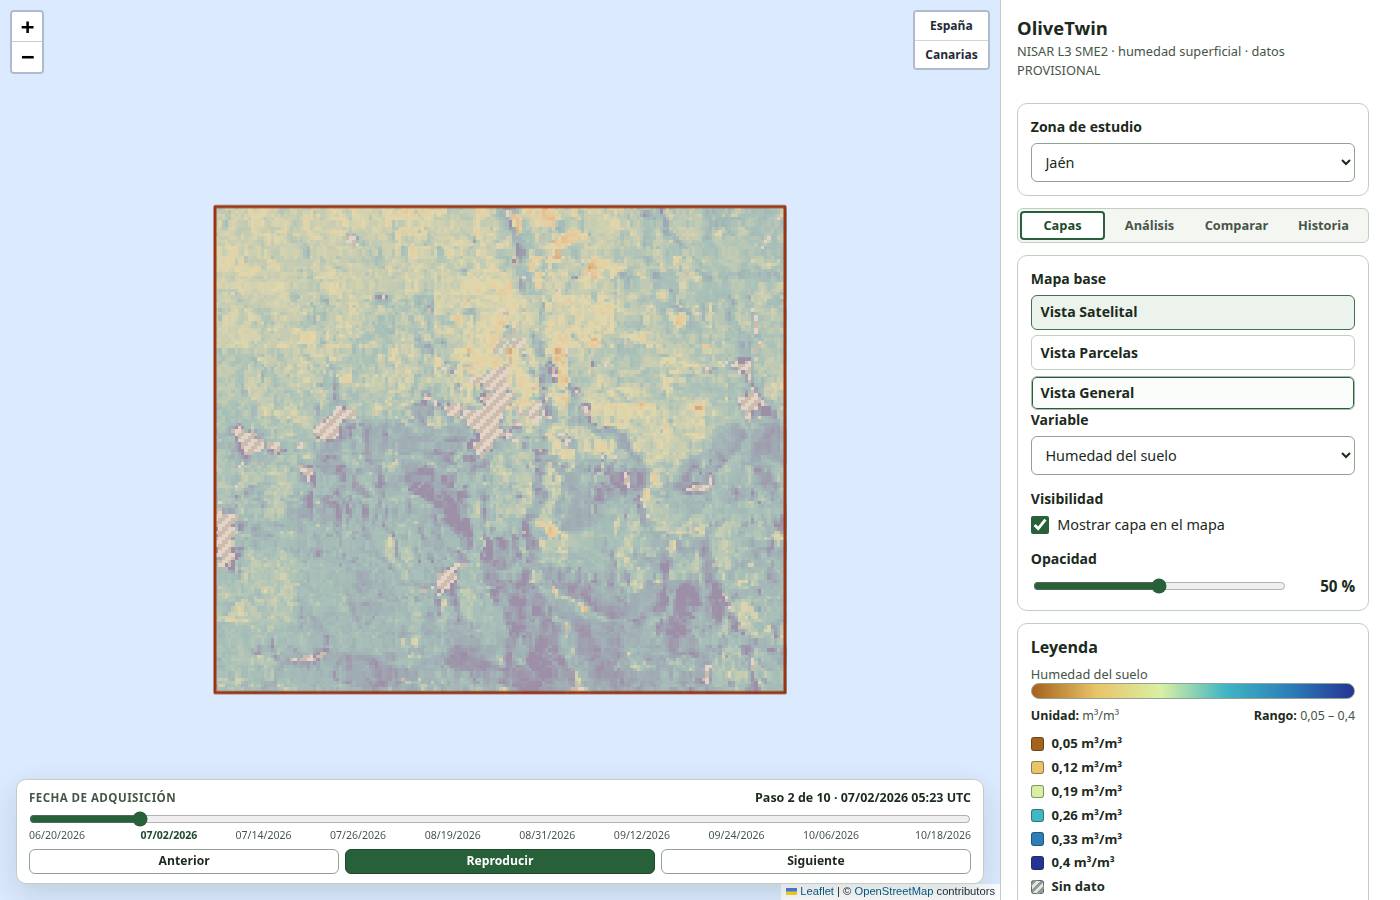 +
−
España
Canarias
OliveTwin
NISAR L3 SME2 · humedad superficial · datos
PROVISIONAL
Zona de estudio
Jaén
Capas Análisis Comparar Historia
Mapa base
Vista Satelital
Vista Parcelas
Vista General
Variable
Humedad del suelo
Visibilidad
Mostrar capa en el mapa
Opacidad
50 %
Leyenda
Humedad del suelo
Unidad: m³/m³ Rango: 0,05 – 0,4
0,05 m³/m³
0,12 m³/m³
0,19 m³/m³
0,26 m³/m³
0,33 m³/m³
0,4 m³/m³
Sin dato
FECHA DE ADQUISICIÓN Paso 2 de 10 · 07/02/2026 05:23 UTC
06/20/2026 07/02/2026 07/14/2026 07/26/2026 08/19/2026 08/31/2026 09/12/2026 09/24/2026 10/06/2026 10/18/2026
Anterior Reproducir Siguiente
Leaflet | © OpenStreetMap contributors